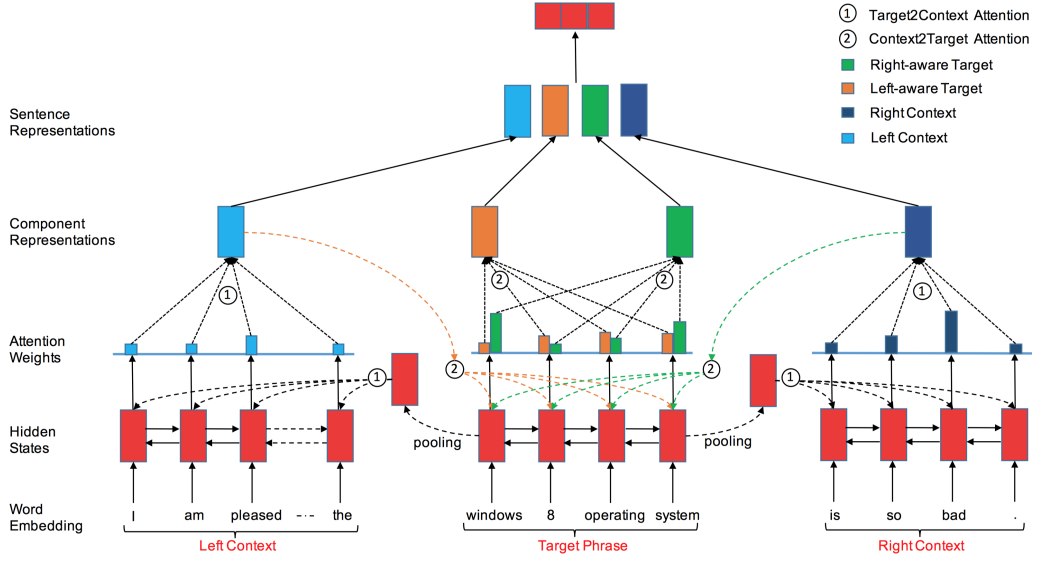 ① Target2Context Attention
② Context2Target Attention
Right-aware Target
Left-aware Target
Right Context
Left Context
Sentence
Representations
Component
Representations
①
②
②
①
Attention
Weights
①
②
②
①
Hidden
States
pooling
pooling
Word
Embedding
I am pleased --- the
windows 8 operating system
is so bad .
Left Context
Target Phrase
Right Context